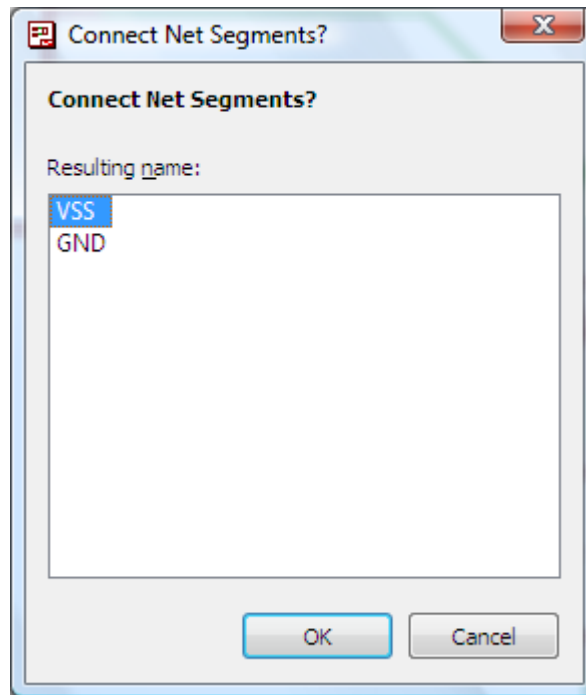 Connect Net Segments?
Connect Net Segments?
Resulting name:
VSS
GND
OK
Cancel